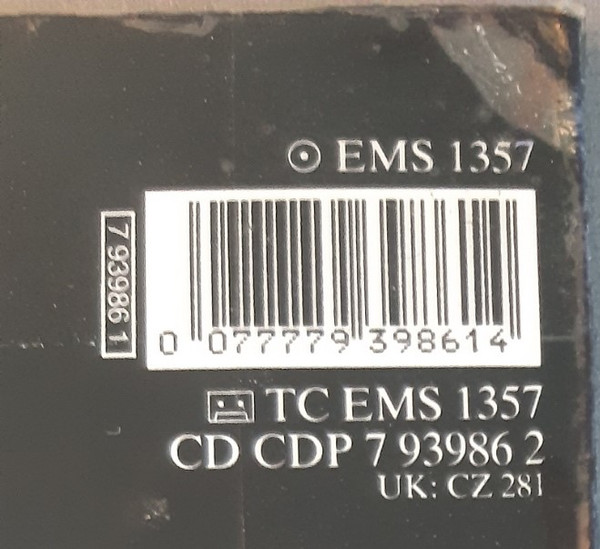 EMS 1357
7 93986 1
0 077779 398614
TC EMS 1357
CD CDP 7 93986 2
UK: CZ 281